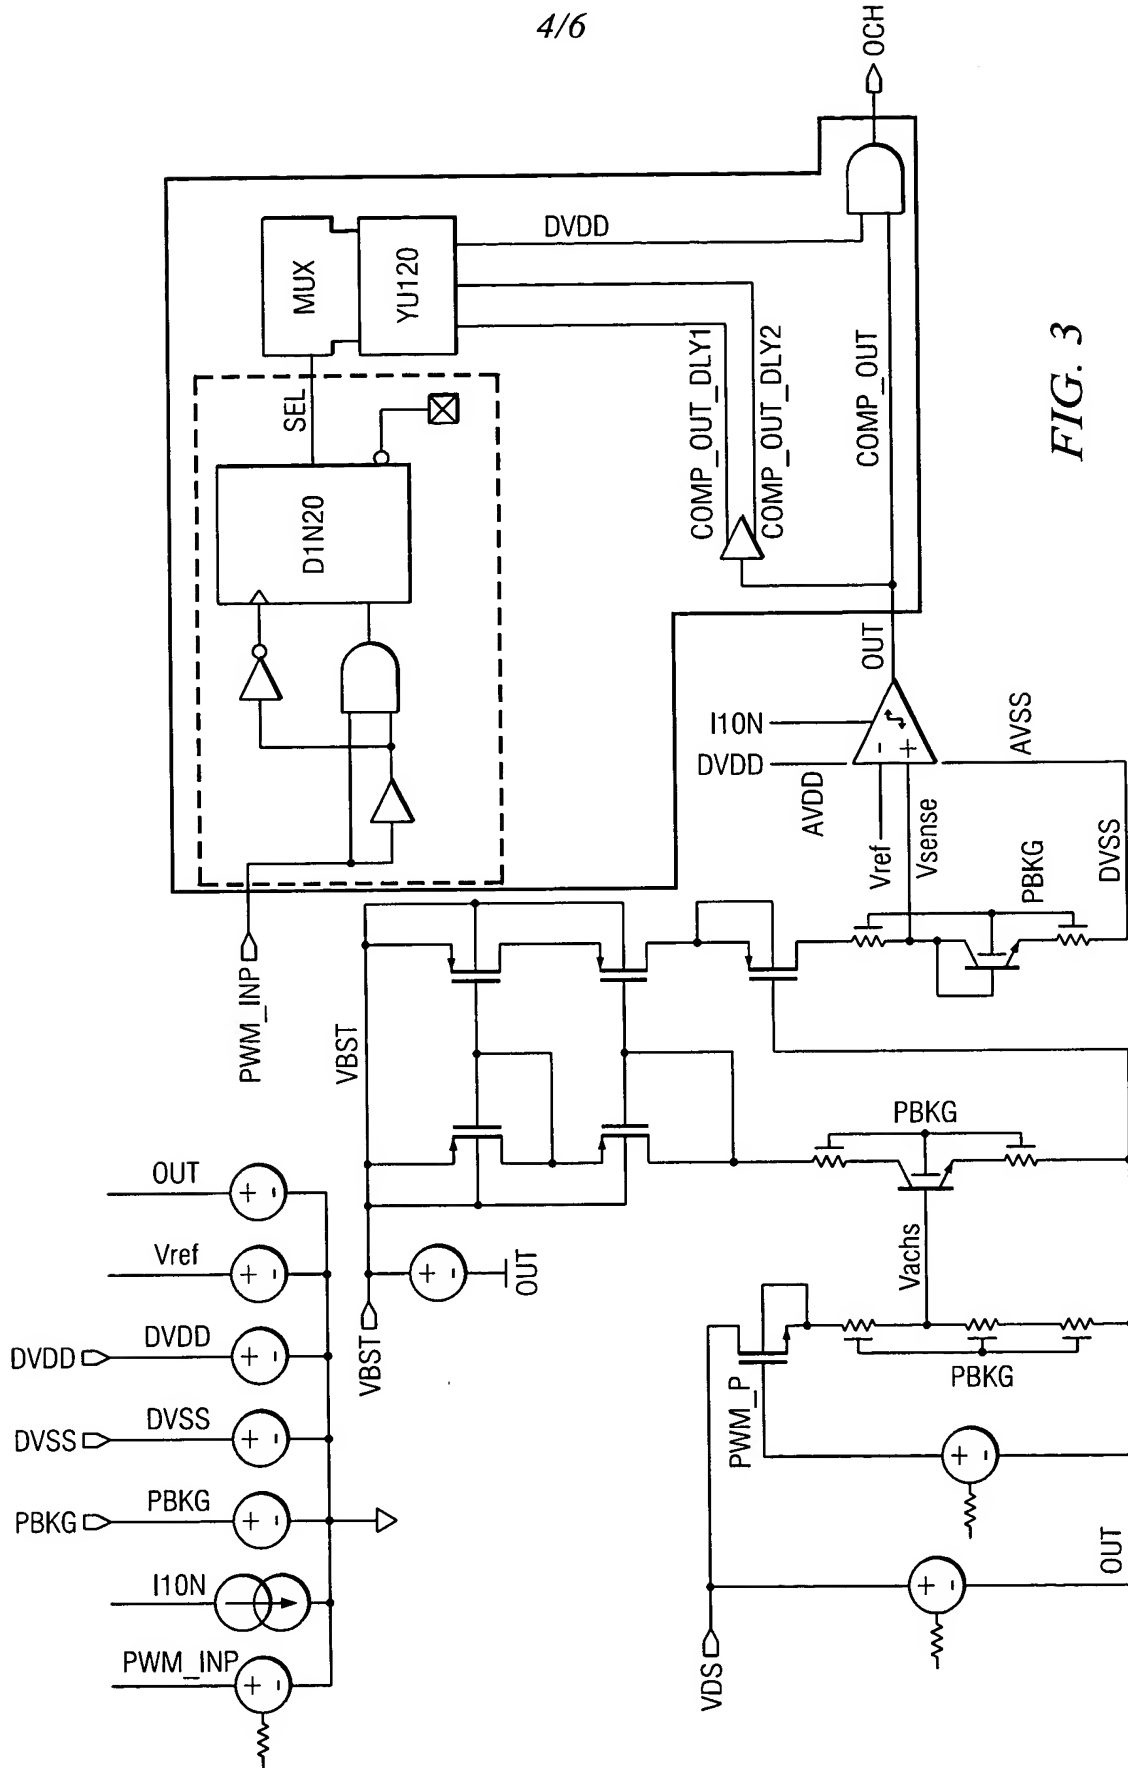 4/6
OCH
MUX
YU120
DVDD
SEL
D1N20
COMP_OUT_DLY1
COMP_OUT_DLY2
COMP_OUT
PWM_INP
OUT
I10N
DVDD
AVDD
AVSS
Vref
Vsense
PBKG
DVSS
VBST
VBST
OUT
PBKG
Vachs
PWM_P
PBKG
VDS
OUT
OUT
Vref
DVDD
DVDD
DVSS
DVSS
PBKG
PBKG
I10N
PWM_INP
FIG. 3